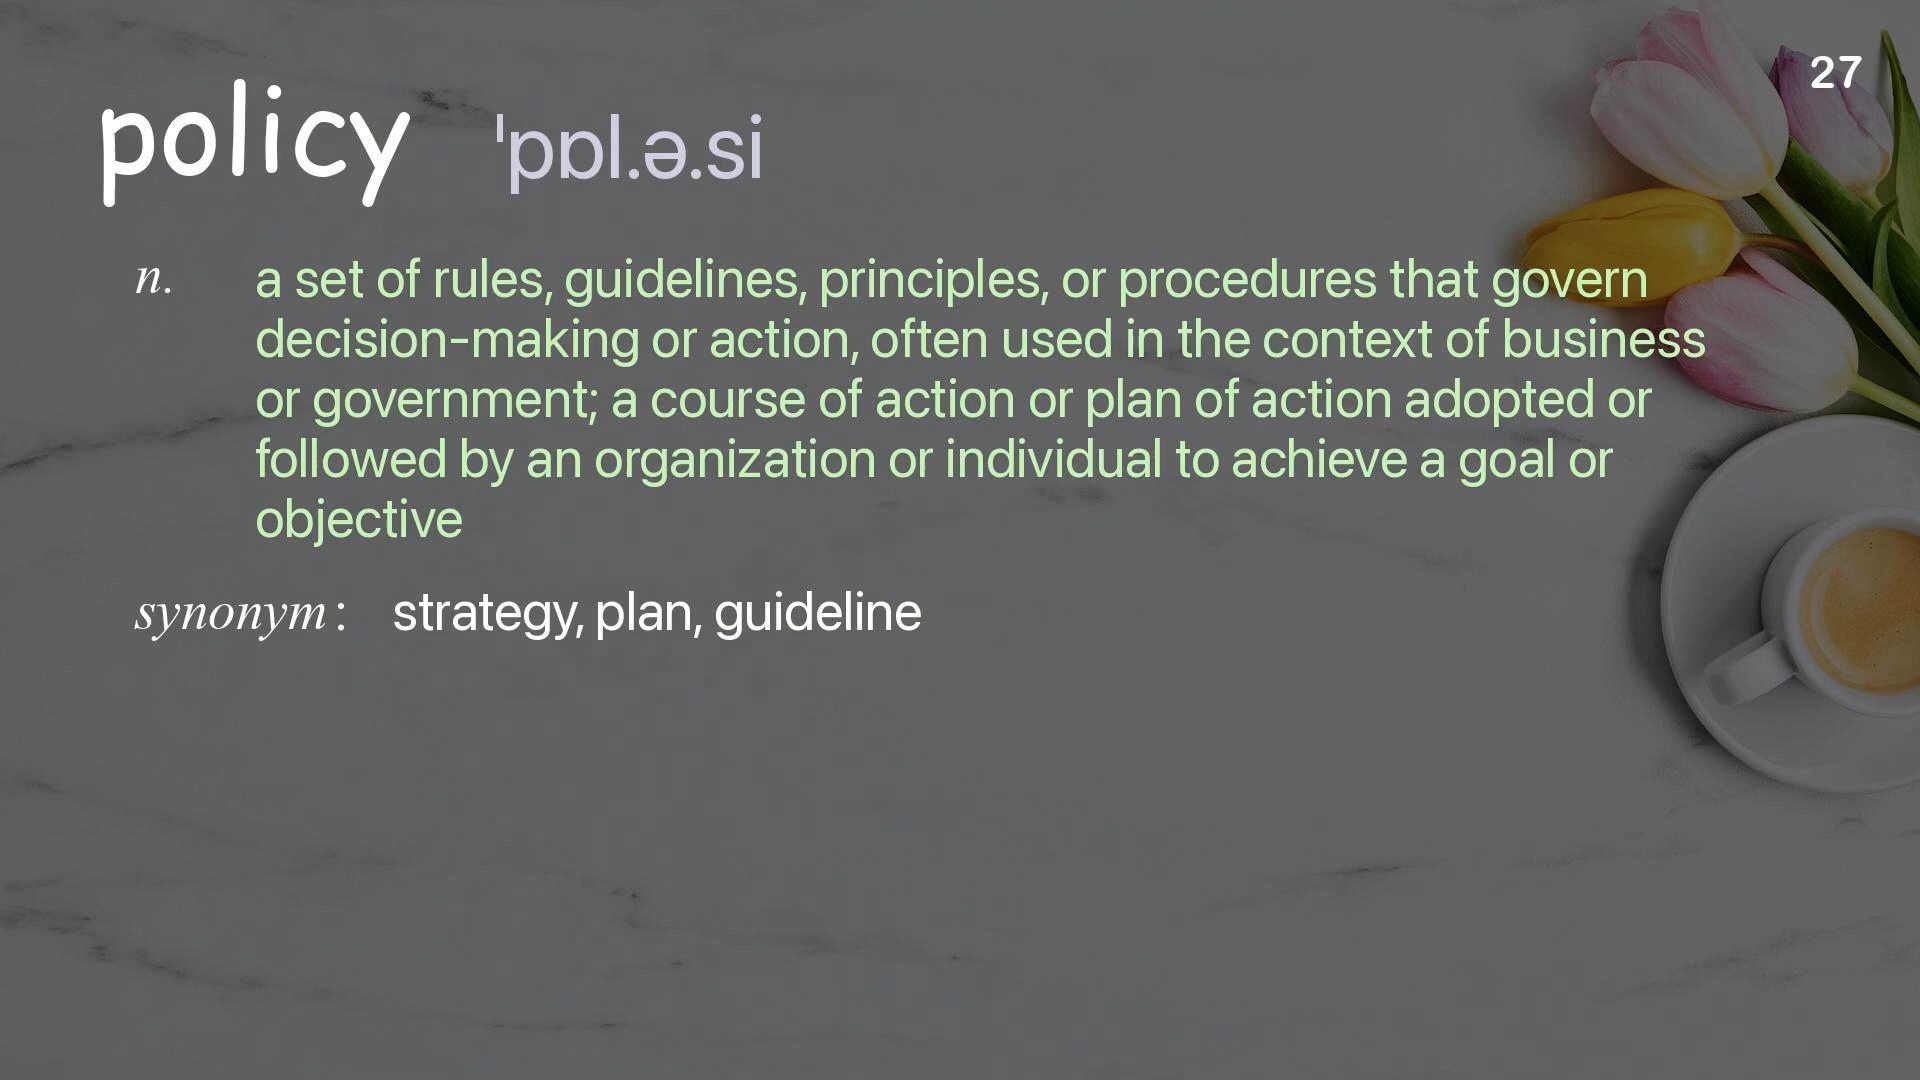 27
policy ˈpɒl.ə.si
n. a set of rules, guidelines, principles, or procedures that govern
decision-making or action, often used in the context of business
or government; a course of action or plan of action adopted or
followed by an organization or individual to achieve a goal or
objective
synonym: strategy, plan, guideline